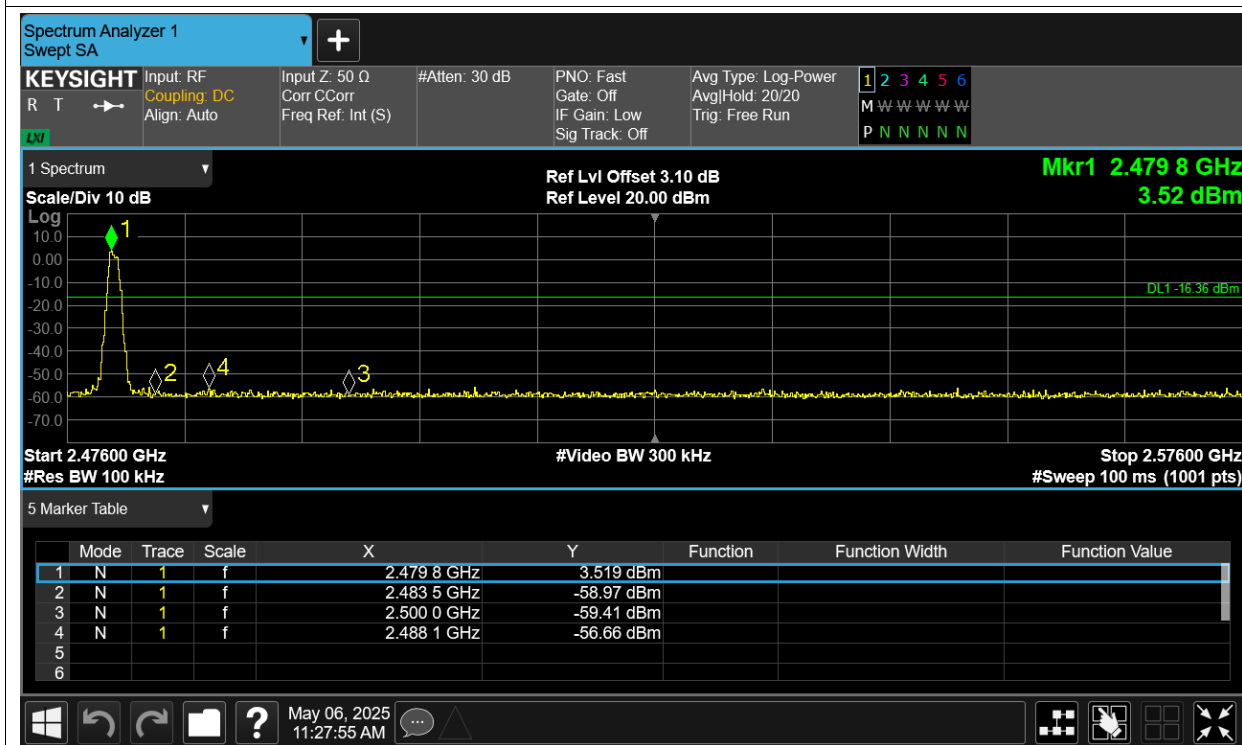 Spectrum Analyzer 1
Swept SA
+
KEYSIGHT Input: RF Input Z: 50 Ω #Atten: 30 dB PNO: Fast Avg Type: Log-Power 1 2 3 4 5 6
R T Coupling: DC Corr CCorr Gate: Off Avg|Hold: 20/20 M W W W W W
Align: Auto Freq Ref: Int (S) IF Gain: Low Trig: Free Run
LXI Sig Track: Off P N N N N N
1 Spectrum
Ref Lvl Offset 3.10 dB Mkr1 2.479 8 GHz
Scale/Div 10 dB Ref Level 20.00 dBm 3.52 dBm
Log
1
10.0
0.00
-10.0
DL1 -16.36 dBm
-20.0
-30.0
-40.0
-50.0
2 4 3
-60.0
-70.0
Start 2.47600 GHz #Video BW 300 kHz Stop 2.57600 GHz
#Res BW 100 kHz #Sweep 100 ms (1001 pts)
5 Marker Table
Mode Trace Scale X Y Function Function Width Function Value
1 N 1 f 2.479 8 GHz 3.519 dBm
2 N 1 f 2.483 5 GHz -58.97 dBm
3 N 1 f 2.500 0 GHz -59.41 dBm
4 N 1 f 2.488 1 GHz -56.66 dBm
5
6
?
May 06, 2025
11:27:55 AM